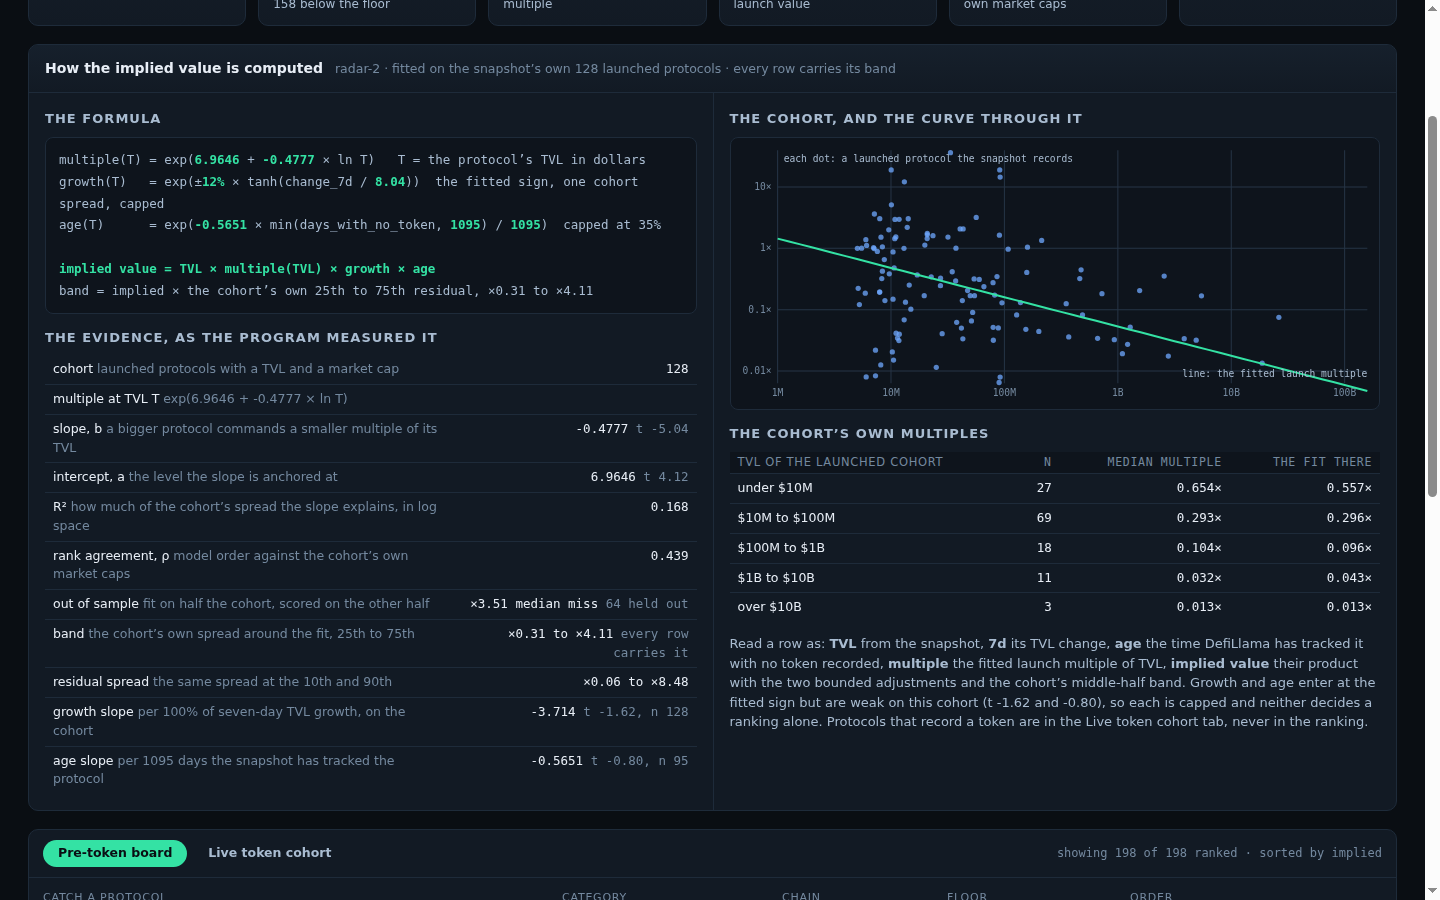 158 below the floor
multiple
launch value
own market caps
How the implied value is computed radar-2 · fitted on the snapshot's own 128 launched protocols · every row carries its band
THE FORMULA
multiple(T) = exp(6.9646 + -0.4777 × ln T) T = the protocol's TVL in dollars
growth(T) = exp(±12% × tanh(change_7d / 8.04)) the fitted sign, one cohort
spread, capped
age(T) = exp(-0.5651 × min(days_with_no_token, 1095) / 1095) capped at 35%
implied value = TVL × multiple(TVL) × growth × age
band = implied × the cohort's own 25th to 75th residual, ×0.31 to ×4.11
THE EVIDENCE, AS THE PROGRAM MEASURED IT
cohort launched protocols with a TVL and a market cap 128
multiple at TVL T exp(6.9646 + -0.4777 × ln T)
slope, b a bigger protocol commands a smaller multiple of its -0.4777 t -5.04
TVL
intercept, a the level the slope is anchored at 6.9646 t 4.12
R² how much of the cohort's spread the slope explains, in log 0.168
space
rank agreement, ρ model order against the cohort's own 0.439
market caps
out of sample fit on half the cohort, scored on the other half ×3.51 median miss 64 held out
band the cohort's own spread around the fit, 25th to 75th ×0.31 to ×4.11 every row
carries it
residual spread the same spread at the 10th and 90th ×0.06 to ×8.48
growth slope per 100% of seven-day TVL growth, on the -3.714 t -1.62, n 128
cohort
age slope per 1095 days the snapshot has tracked the -0.5651 t -0.80, n 95
protocol
THE COHORT, AND THE CURVE THROUGH IT
each dot: a launched protocol the snapshot records
10×
1×
0.1×
0.01×
line: the fitted launch multiple
1M 10M 100M 1B 10B 100B
THE COHORT'S OWN MULTIPLES
TVL OF THE LAUNCHED COHORT N MEDIAN MULTIPLE THE FIT THERE
under $10M 27 0.654× 0.557×
$10M to $100M 69 0.293× 0.296×
$100M to $1B 18 0.104× 0.096×
$1B to $10B 11 0.032× 0.043×
over $10B 3 0.013× 0.013×
Read a row as: TVL from the snapshot, 7d its TVL change, age the time DefiLlama has tracked it
with no token recorded, multiple the fitted launch multiple of TVL, implied value their product
with the two bounded adjustments and the cohort's middle-half band. Growth and age enter at the
fitted sign but are weak on this cohort (t -1.62 and -0.80), so each is capped and neither decides a
ranking alone. Protocols that record a token are in the Live token cohort tab, never in the ranking.
Pre-token board Live token cohort showing 198 of 198 ranked · sorted by implied
CATCH A PROTOCOL CATEGORY CHAIN FLOOR ORDER